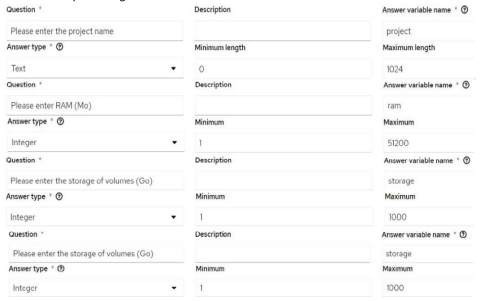 Question * Description Answer variable name * ?
Please enter the project name project
Answer type * ? Minimum length Maximum length
Text 0 1024
Question * Description Answer variable name * ?
Please enter RAM (Mo) ram
Answer type * ? Minimum Maximum
Integer 1 51200
Question * Description Answer variable name * ?
Please enter the storage of volumes (Go) storage
Answer type * ? Minimum Maximum
Integer 1 1000
Question * Description Answer variable name * ?
Please enter the storage of volumes (Go) storage
Answer type * ? Minimum Maximum
Integer 1 1000